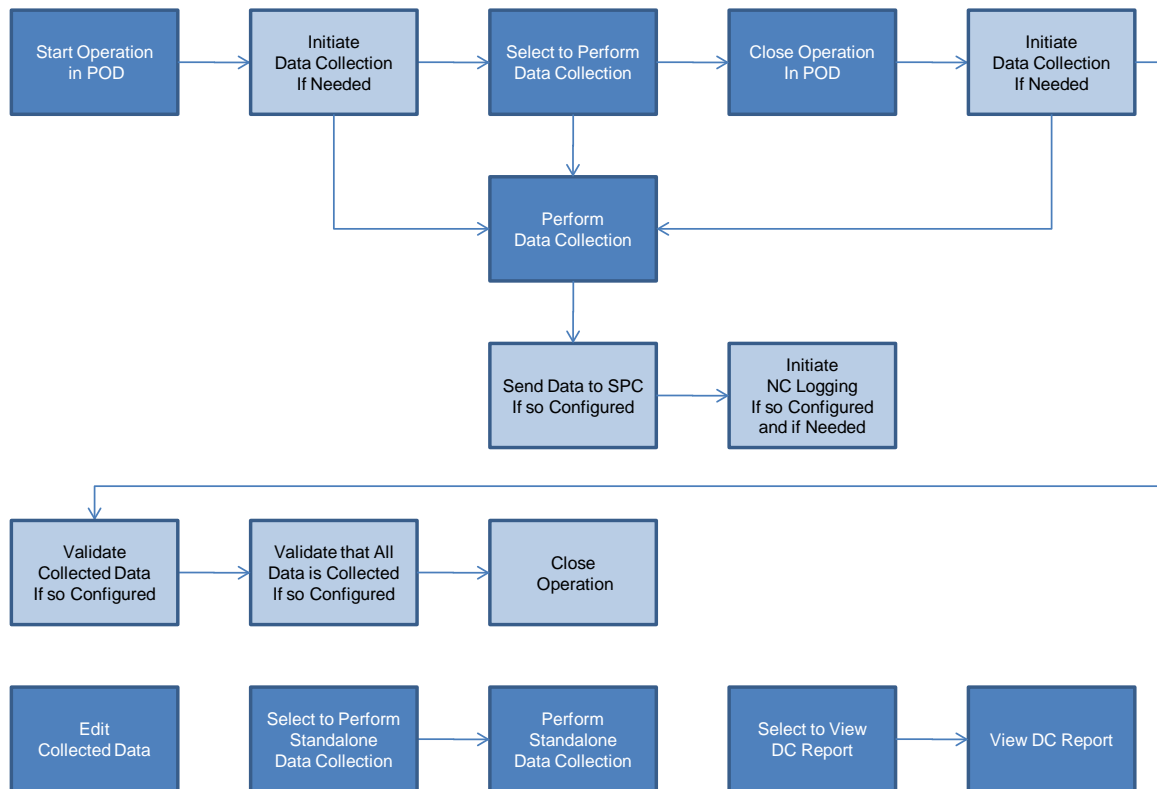 Start Operation
in POD
Initiate
Data Collection
If Needed
Select to Perform
Data Collection
Close Operation
In POD
Initiate
Data Collection
If Needed
Perform
Data Collection
Send Data to SPC
If so Configured
Initiate
NC Logging
If so Configured
and if Needed
Validate
Collected Data
If so Configured
Validate that All
Data is Collected
If so Configured
Close
Operation
Edit
Collected Data
Select to Perform
Standalone
Data Collection
Perform
Standalone
Data Collection
Select to View
DC Report
View DC Report